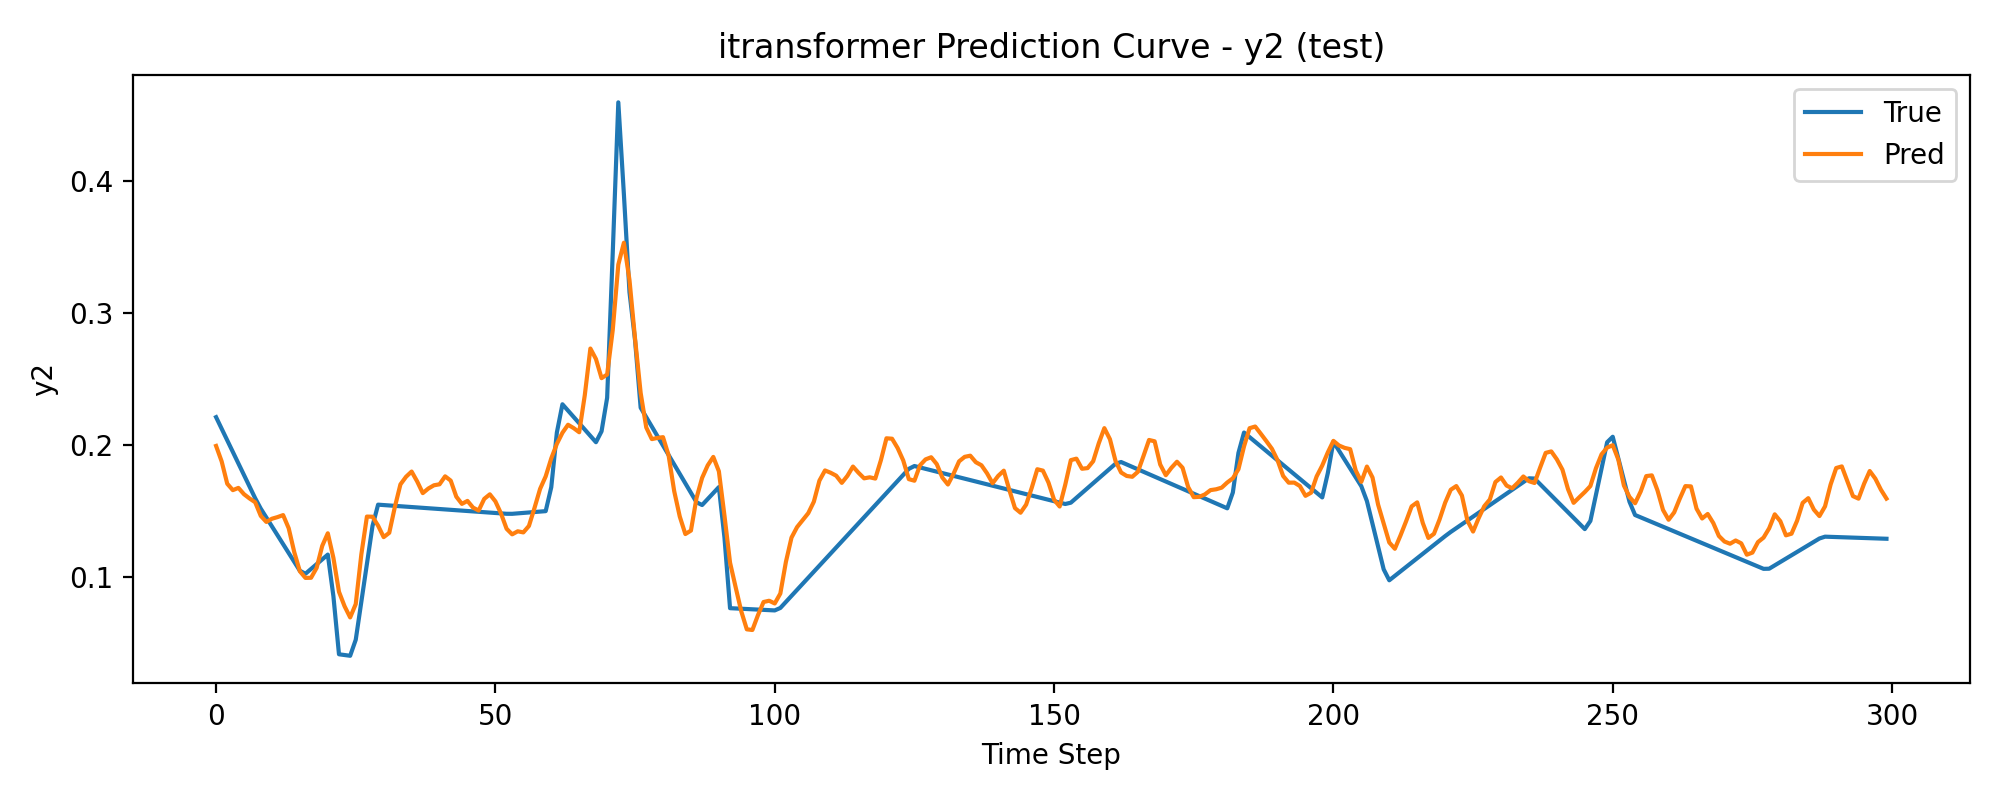 itransformer Prediction Curve - y2 (test)
True
Pred
0.4
0.3
0.2
0.1
y2
0 50 100 150 200 250 300
Time Step